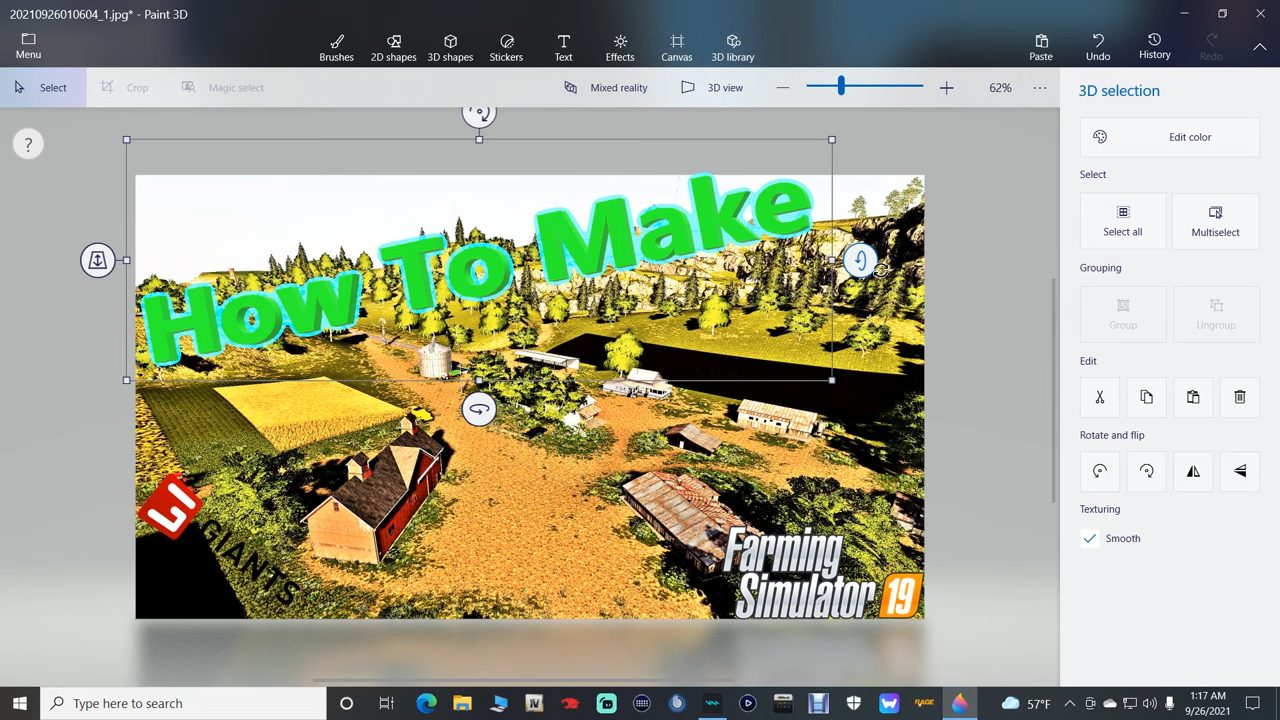 20210926010604_1.jpg* - Paint 3D
Menu
Brushes
2D shapes
3D shapes
Stickers
Text
Effects
Canvas
3D library
Paste
Undo
History
Redo
Select
Crop
Magic select
Mixed reality
3D view
62%
?
3D selection
Edit color
Select
Select all
Multiselect
Grouping
Group
Ungroup
Edit
Rotate and flip
Texturing
Smooth
How To Make
GIANTS
Farming
Simulator 19
Type here to search
IV
RAGE
57°F
1:17 AM
9/26/2021